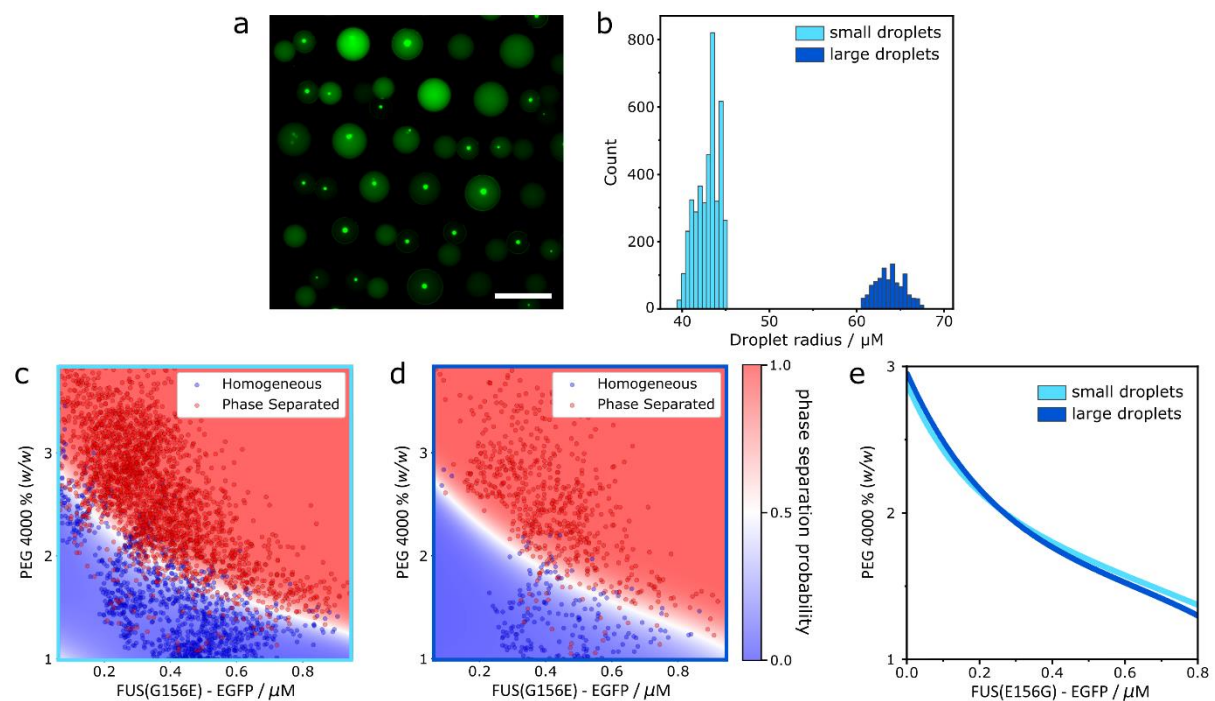 a
b
small droplets
large droplets
800
600
400
200
0
Count
40
50
60
70
Droplet radius / μM
c
Homogeneous
Phase Separated
3
2
1
PEG 4000 % (w/w)
0.2
0.4
0.6
0.8
FUS(G156E) - EGFP / μM
d
Homogeneous
Phase Separated
0.2
0.4
0.6
0.8
FUS(G156E) - EGFP / μM
1.0
0.5
0.0
phase separation probability
e
small droplets
large droplets
3
2
1
PEG 4000 % (w/w)
0.0
0.2
0.4
0.6
0.8
FUS(E156G) - EGFP / μM